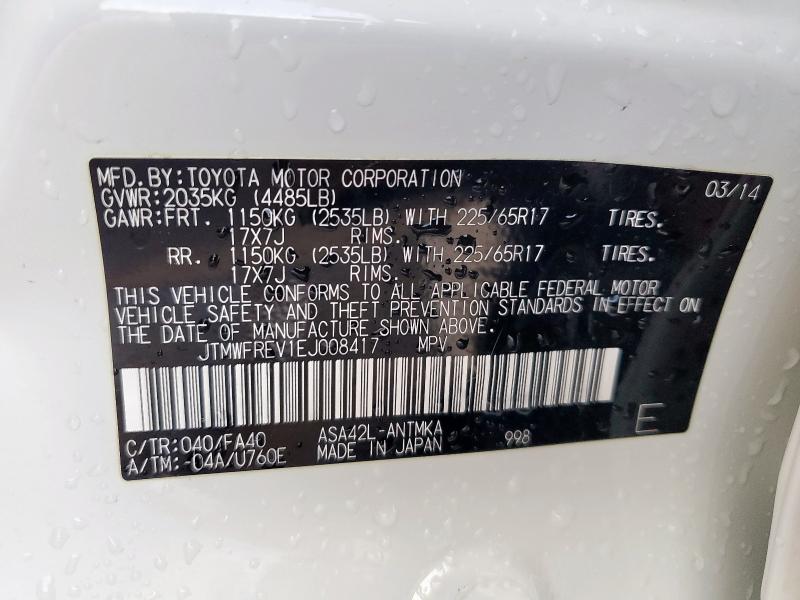 MFD.BY:TOYOTA MOTOR CORPORATION 03/14
GVWR:2035KG (4485LB)
GAWR:FRT. 1150KG (2535LB) WITH 225/65R17 TIRES.
17X7J RIMS.
RR. 1150KG (2535LB) WITH 225/65R17 TIRES.
17X7J RIMS.
THIS VEHICLE CONFORMS TO ALL APPLICABLE FEDERAL MOTOR
VEHICLE SAFETY AND THEFT PREVENTION STANDARDS IN EFFECT ON
THE DATE OF MANUFACTURE SHOWN ABOVE.
JTMWFREV1EJ008417 MPV
E
C/TR:040/FA40 ASA42L-ANTMKA 998
A/TM:-04A/U760E MADE IN JAPAN